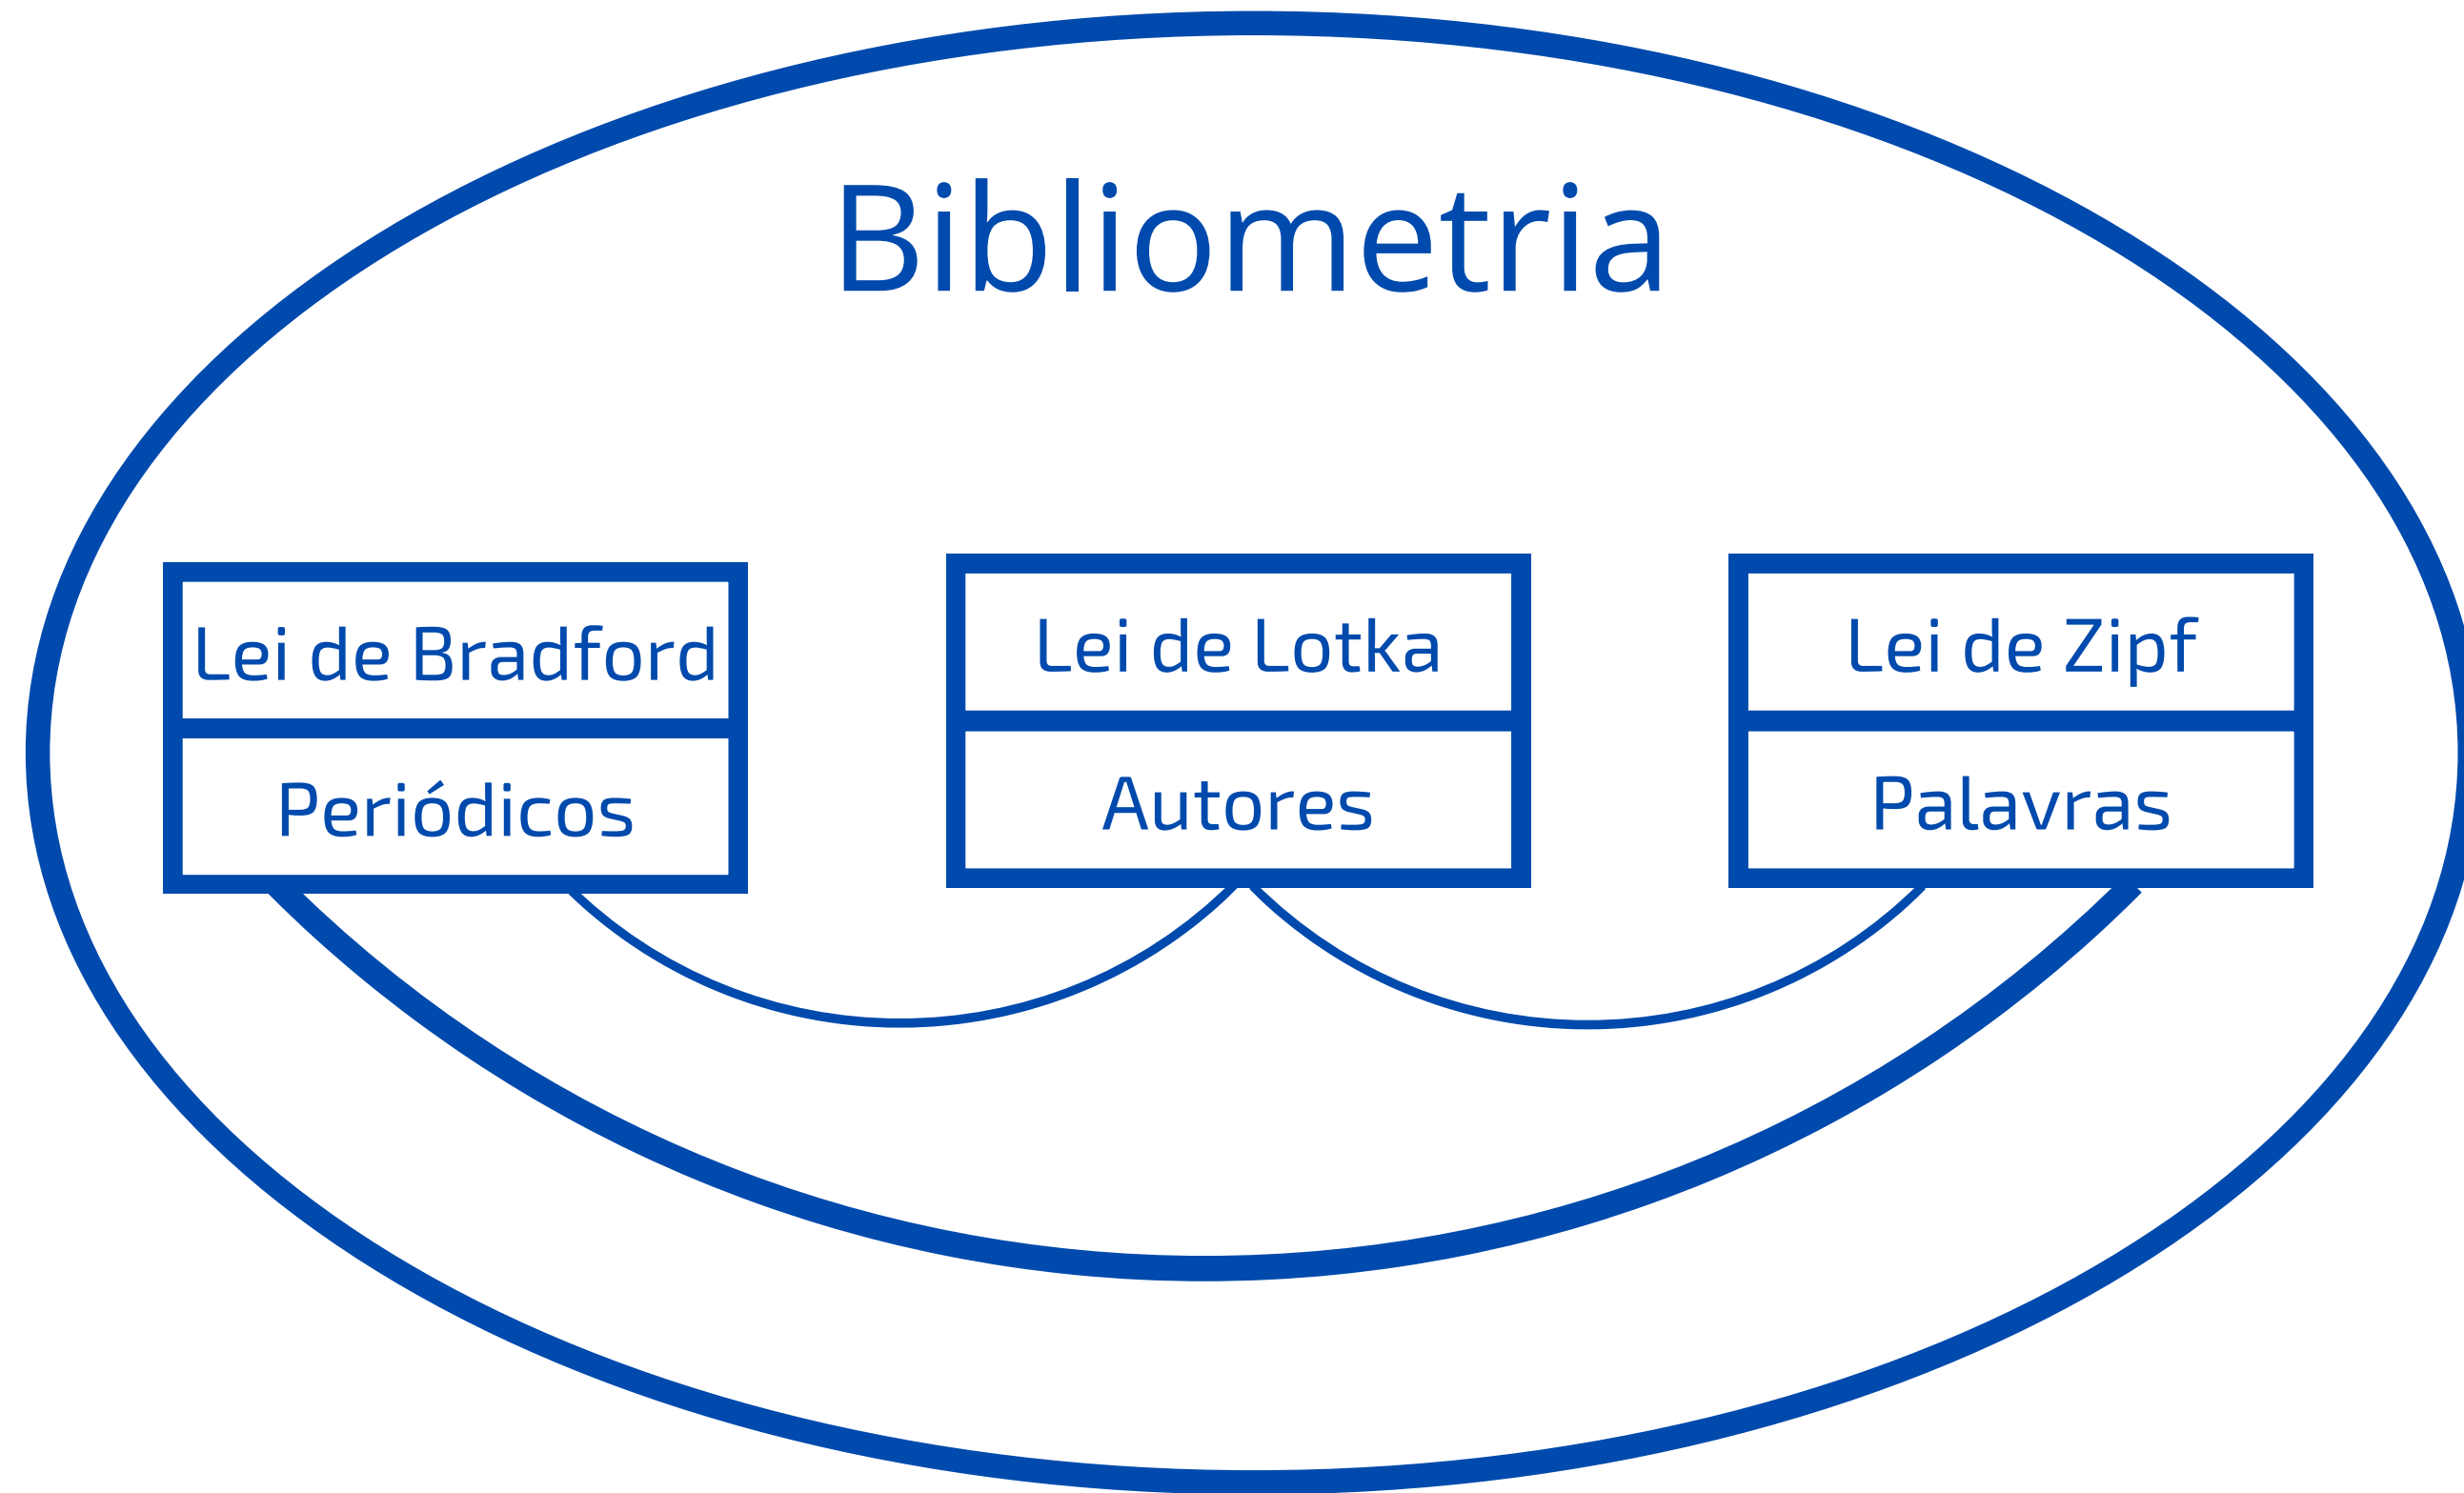 Bibliometria
Lei de Bradford
Periódicos
Lei de Lotka
Autores
Lei de Zipf
Palavras